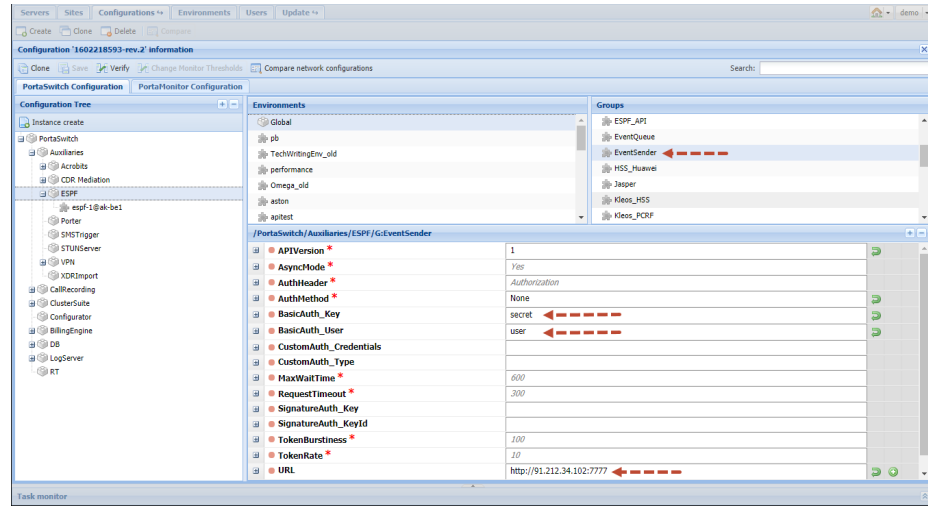 Servers Sites Configurations Environments Users Update demo
Create Clone Delete Compare
Configuration '1602218593-rev.2' information
Clone Save Verify Change Monitor Thresholds Compare network configurations Search:
PortaSwitch Configuration PortaMonitor Configuration
Configuration Tree
Instance create
PortaSwitch
Auxiliaries
Acrobits
CDR Mediation
ESPF
espf-1@ak-be1
Porter
SMSTrigger
STUNServer
VPN
XDRImport
CallRecording
ClusterSuite
Configurator
BillingEngine
DB
LogServer
RT
Environments
Global
pb
TechWritingEnv_old
performance
Omega_old
aston
apitest
Groups
ESPF_API
EventQueue
EventSender
HSS_Huawei
Jasper
Kleos_HSS
Kleos_PCRF
/PortaSwitch/Auxiliaries/ESPF/G:EventSender
APIVersion * 1
AsyncMode * Yes
AuthHeader * Authorization
AuthMethod * None
BasicAuth_Key secret
BasicAuth_User user
CustomAuth_Credentials
CustomAuth_Type
MaxWaitTime * 600
RequestTimeout * 300
SignatureAuth_Key
SignatureAuth_KeyId
TokenBurstiness * 100
TokenRate * 10
URL http://91.212.34.102:7777
Task monitor